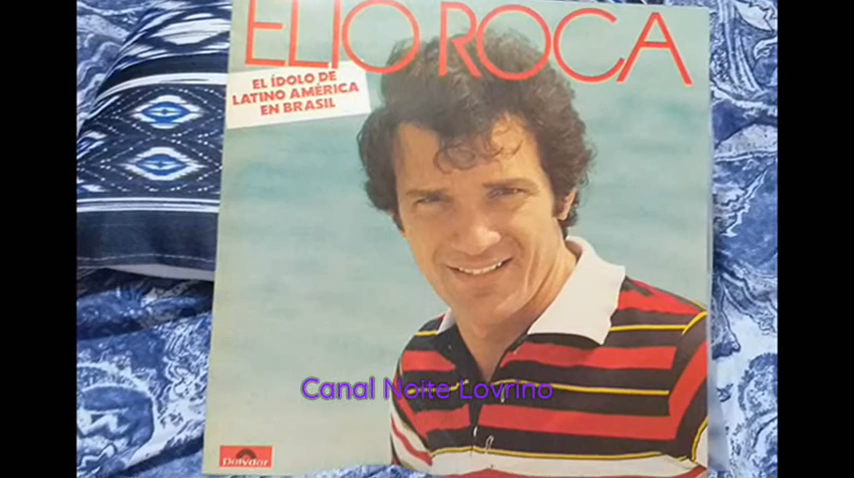 ELIO ROCA
EL ÍDOLO DE
LATINO AMÉRICA
EN BRASIL
Canal Noite Lovrino
Polydor